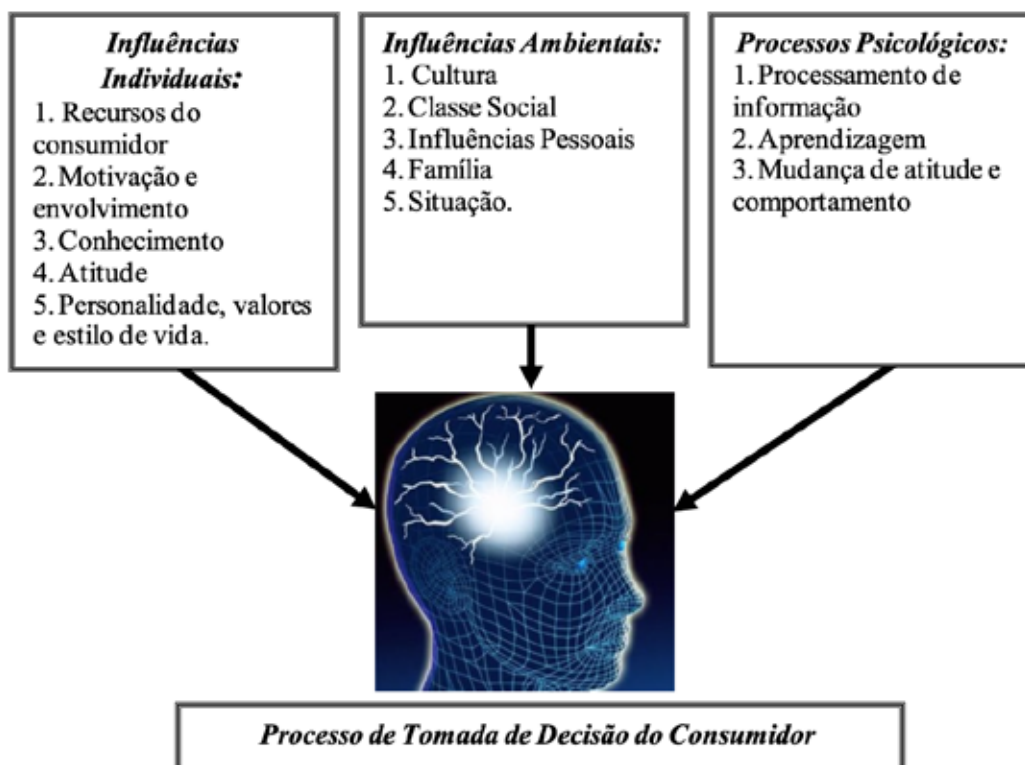 Influências
Individuais:
1. Recursos do
consumidor
2. Motivação e
envolvimento
3. Conhecimento
4. Atitude
5. Personalidade, valores
e estilo de vida.
Influências Ambientais:
1. Cultura
2. Classe Social
3. Influências Pessoais
4. Família
5. Situação.
Processos Psicológicos:
1. Processamento de
informação
2. Aprendizagem
3. Mudança de atitude e
comportamento
Processo de Tomada de Decisão do Consumidor